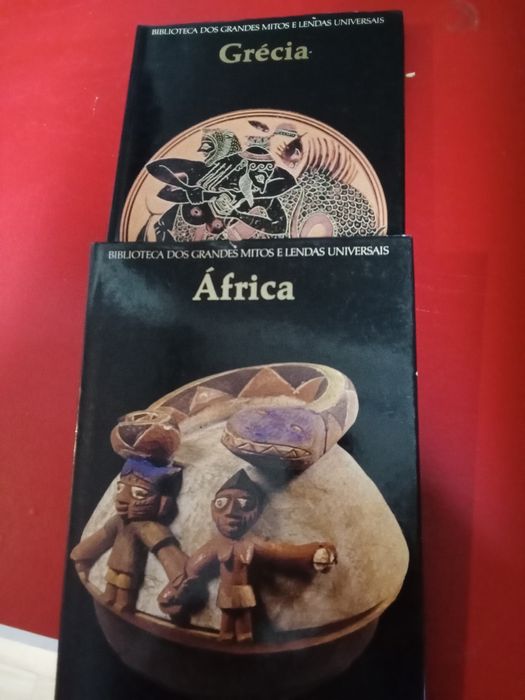 BIBLIOTECA DOS GRANDES MITOS E LENDAS UNIVERSAIS
Grécia
BIBLIOTECA DOS GRANDES MITOS E LENDAS UNIVERSAIS
África